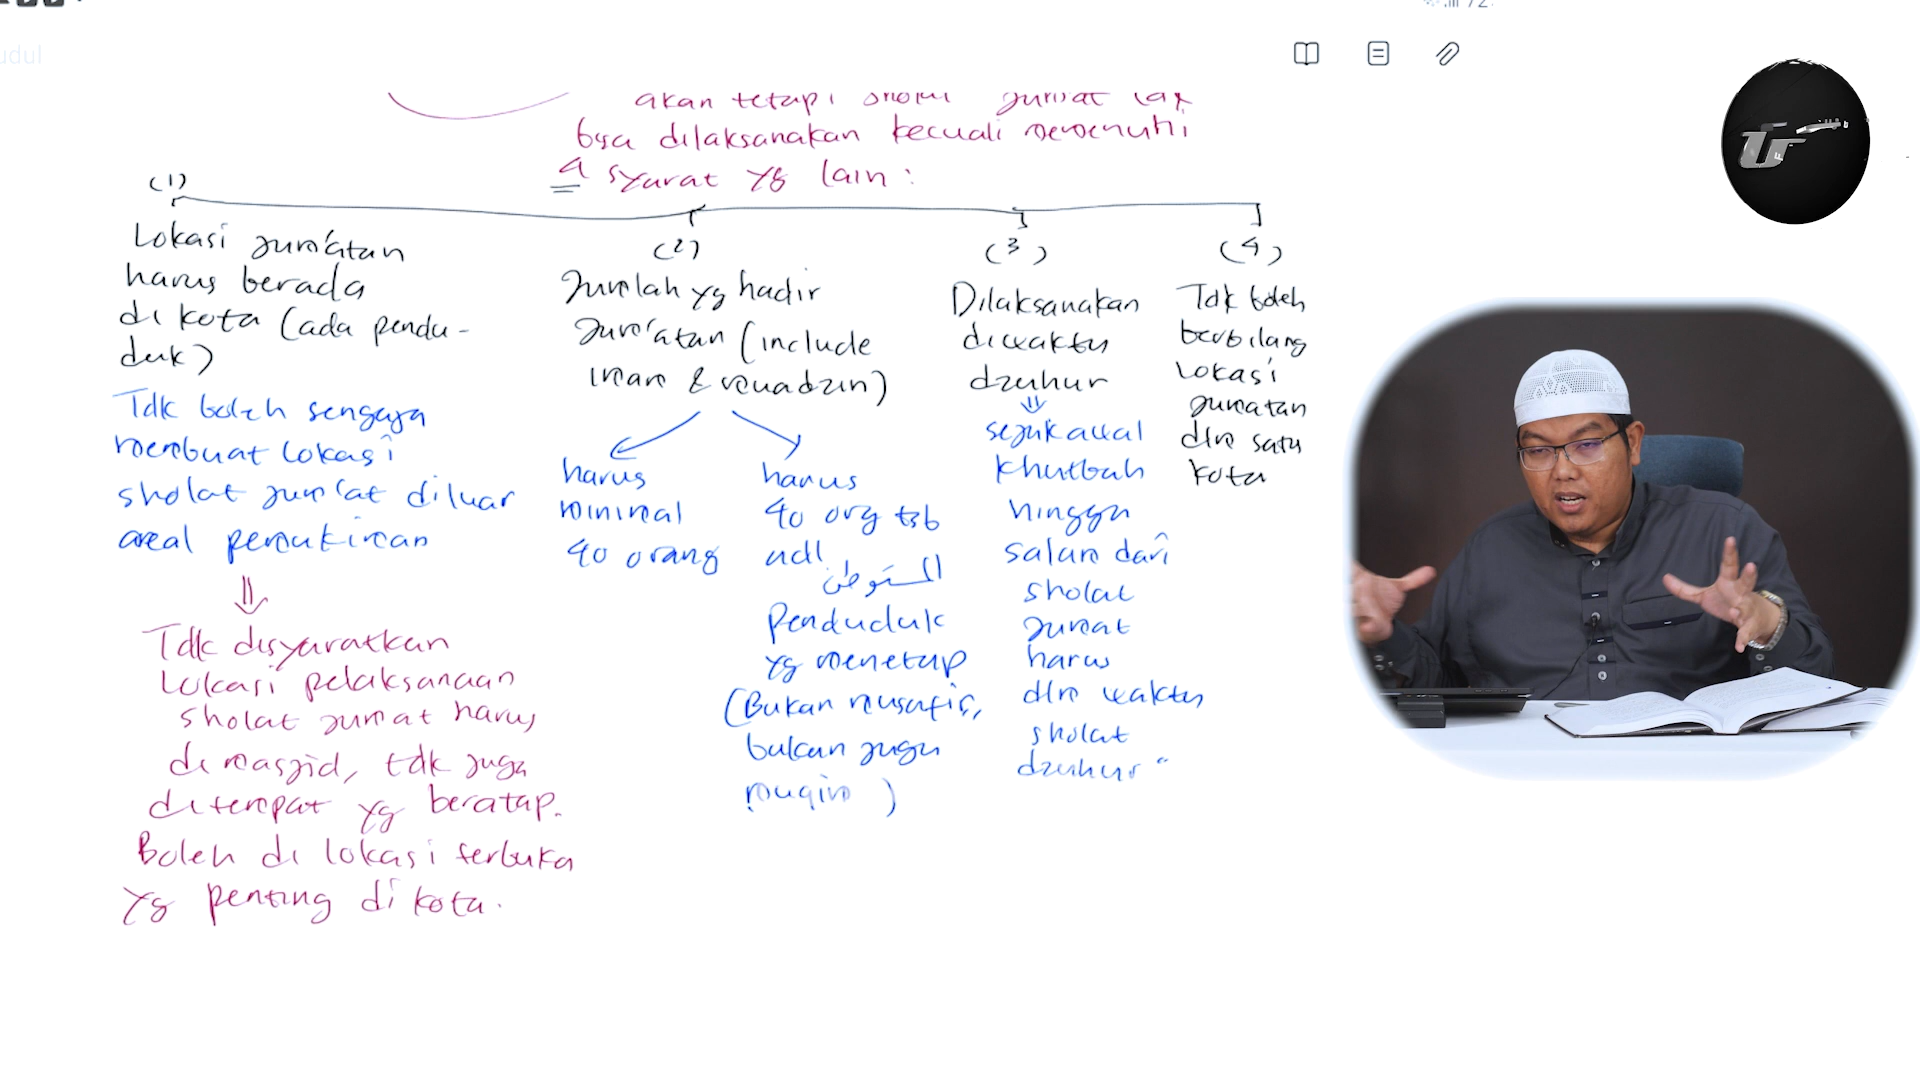 udul
akan tetapi sholat jum'at tak
bisa dilaksanakan kecuali memenuhi
4 syarat yg lain :
(1)
Lokasi jum'atan
harus berada
di kota (ada pendu-
duk)
Tdk boleh sengaja
membuat lokasi
sholat jum'at diluar
areal permukiman
Tdk disyaratkan
Lokasi pelaksanaan
sholat jumat harus
di masjid, tdk juga
ditempat yg beratap.
Boleh di lokasi terbuka
yg penting di kota.
(2)
Jumlah yg hadir
Jum'atan (include
imam & muadzin)
harus
minimal
40 orang
harus
40 org tsb
adl
المستوطن
Penduduk
yg menetap
(Bukan musafir,
bukan juga
muqim)
(3)
Dilaksanakan
diwaktu
dzuhur
sejak awal
khutbah
hingga
salam dari
sholat
jumat
harus
dlm waktu
sholat
dzuhur"
(4)
Tdk boleh
berbilang
Lokasi
jumatan
dlm satu
kota